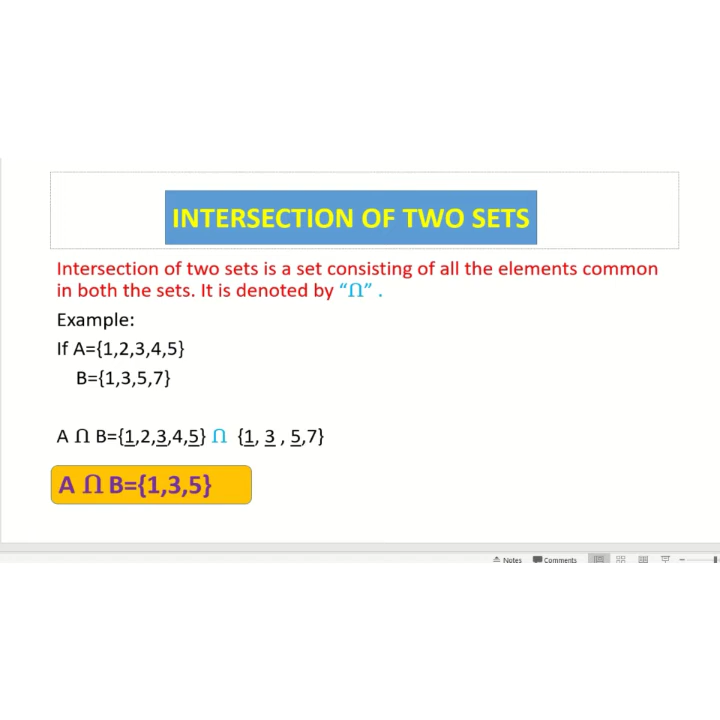 INTERSECTION OF TWO SETS
Intersection of two sets is a set consisting of all the elements common
in both the sets. It is denoted by “Ո” .
Example:
If A={1,2,3,4,5}
B={1,3,5,7}
A Ո B={1,2,3,4,5} Ո {1, 3 , 5,7}
A Ո B={1,3,5}
Notes Comments